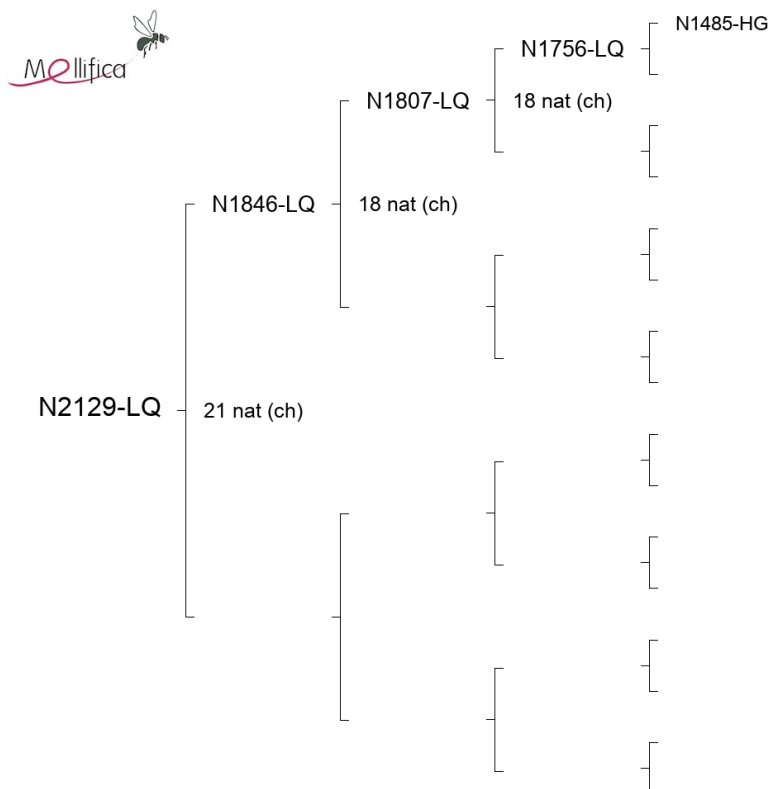 Mellifica
N1485-HG
N1756-LQ
N1807-LQ
18 nat (ch)
N1846-LQ
18 nat (ch)
N2129-LQ
21 nat (ch)